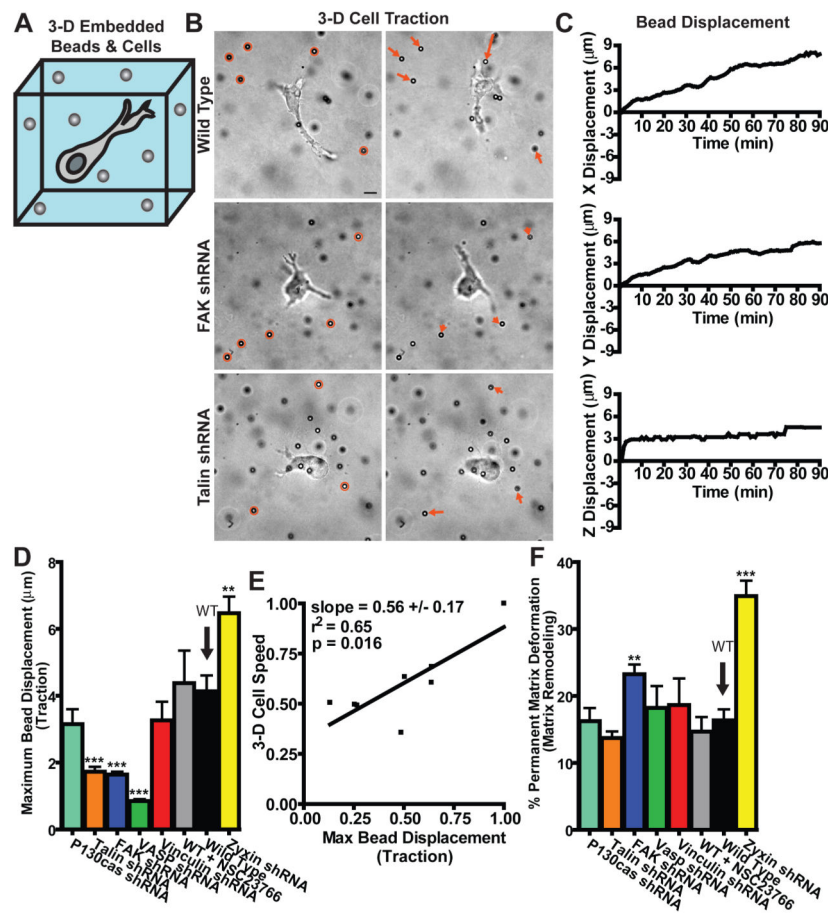 A
3-D Embedded
Beads & Cells
B
3-D Cell Traction
Wild Type
FAK shRNA
Talin shRNA
C
Bead Displacement
X Displacement (μm)
9
6
3
0
-3
-6
-9
10 20 30 40 50 60 70 80 90
Time (min)
Y Displacement (μm)
9
6
3
0
-3
-6
-9
10 20 30 40 50 60 70 80 90
Time (min)
Z Displacement (μm)
9
6
3
0
-3
-6
-9
10 20 30 40 50 60 70 80 90
Time (min)
D
Maximum Bead Displacement (μm)
(Traction)
8
6
4
2
0
***
***
***
WT
**
P130cas shRNA
Talin shRNA
FAK shRNA
VASP shRNA
Vinculin shRNA
WT + NSC23766
Wild Type
Zyxin shRNA
E
slope = 0.56 +/- 0.17
r2 = 0.65
p = 0.016
3-D Cell Speed
1.00
0.75
0.50
0.25
0.00
0.00 0.25 0.50 0.75 1.00
Max Bead Displacement
(Traction)
F
% Permanent Matrix Deformation
(Matrix Remodeling)
40
30
20
10
0
**
WT
***
P130cas shRNA
Talin shRNA
FAK shRNA
Vasp shRNA
Vinculin shRNA
WT + NSC23766
Wild Type
Zyxin shRNA